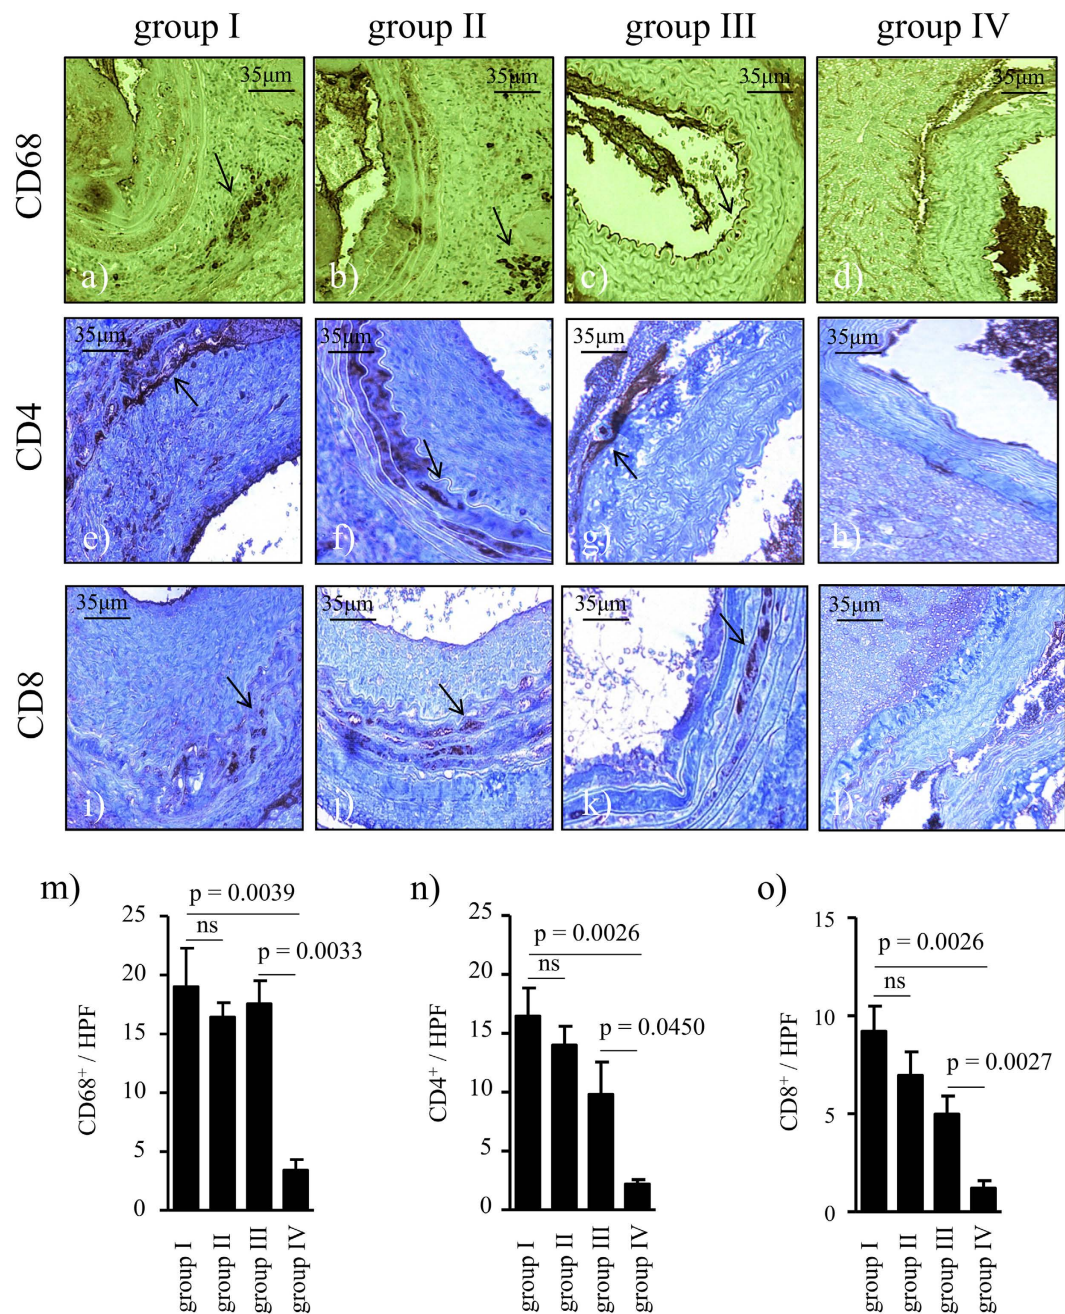 group I group II group III group IV
CD68
35μm 35μm 35μm 35μm
a) b) c) d)
CD4
35μm 35μm 35μm 35μm
e) f) g) h)
CD8
35μm 35μm 35μm 35μm
i) j) k) l)
m)
p = 0.0039
ns
p = 0.0033
CD68⁺ / HPF
25
20
15
10
5
0
group I
group II
group III
group IV
n)
p = 0.0026
ns
p = 0.0450
CD4⁺ / HPF
25
20
15
10
5
0
group I
group II
group III
group IV
o)
p = 0.0026
ns
p = 0.0027
CD8⁺ / HPF
15
10
5
0
group I
group II
group III
group IV